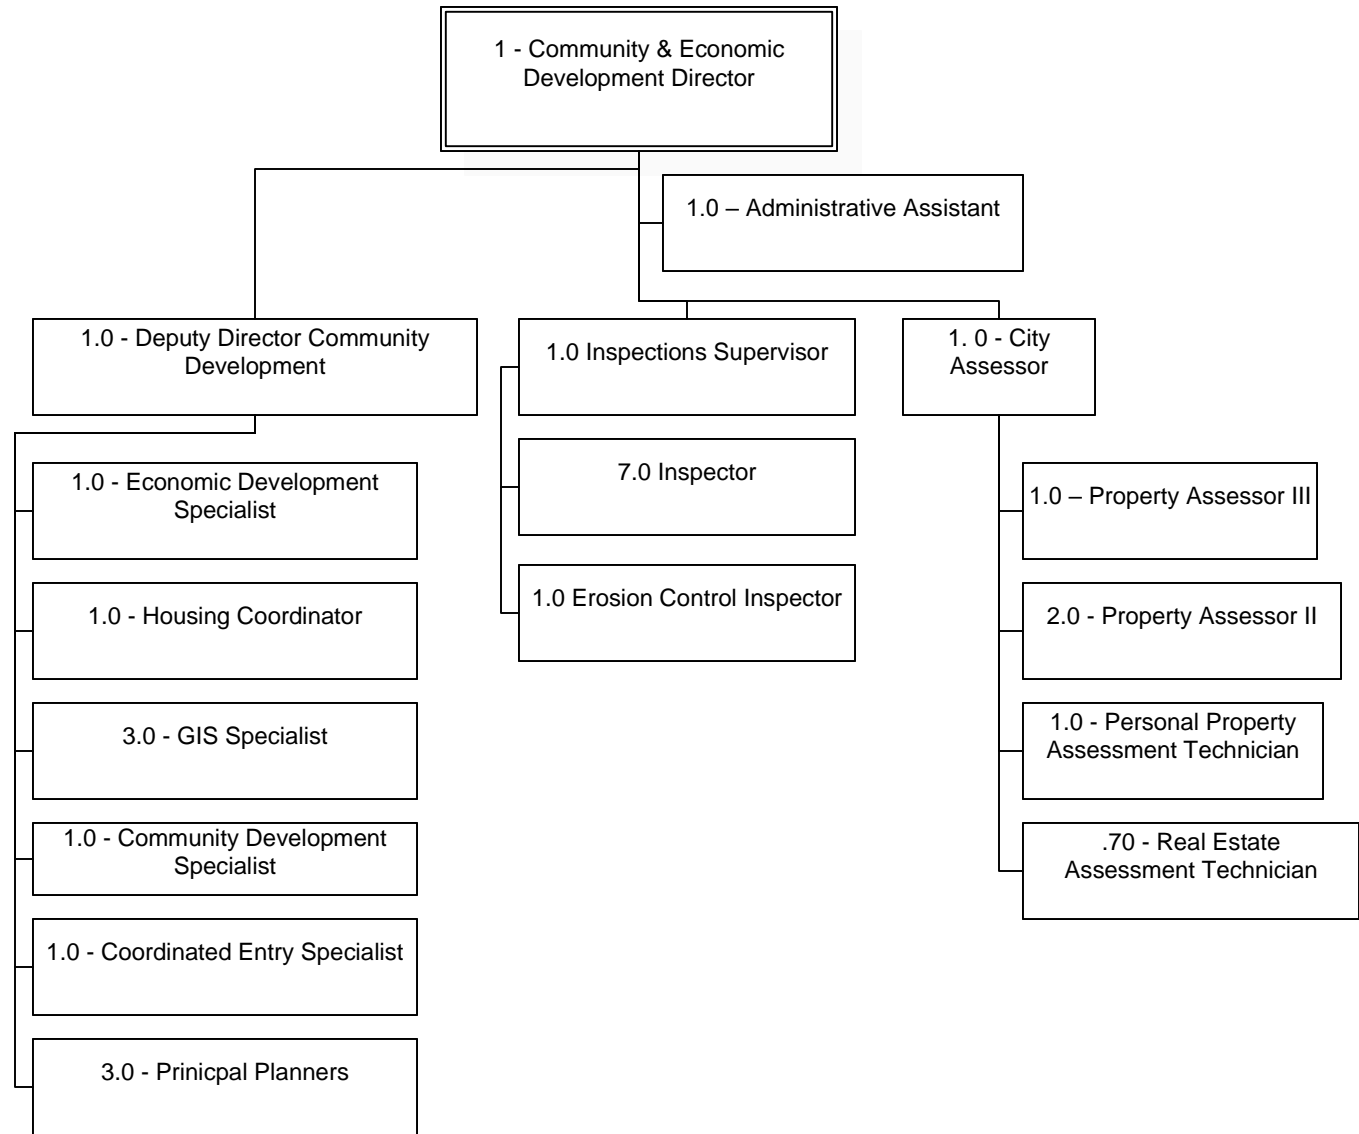 1 - Community & Economic
Development Director
1.0 – Administrative Assistant
1.0 - Deputy Director Community
Development
1.0 Inspections Supervisor
1. 0 - City
Assessor
1.0 - Economic Development
Specialist
1.0 - Housing Coordinator
3.0 - GIS Specialist
1.0 - Community Development
Specialist
1.0 - Coordinated Entry Specialist
3.0 - Prinicpal Planners
7.0 Inspector
1.0 Erosion Control Inspector
1.0 – Property Assessor III
2.0 - Property Assessor II
1.0 - Personal Property
Assessment Technician
.70 - Real Estate
Assessment Technician